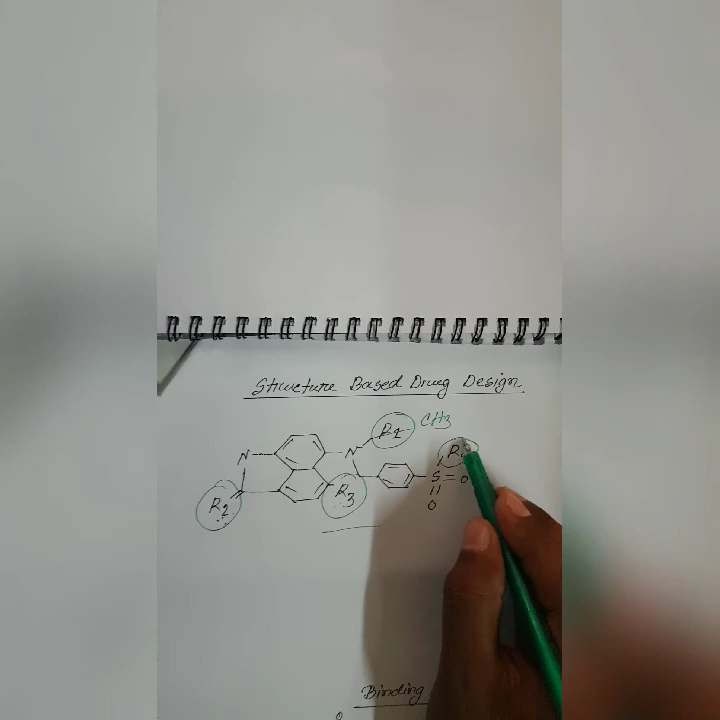 Structure Based Drug Design
R1 CH3
N N R
S = O
R2 R3
O
Binding
O